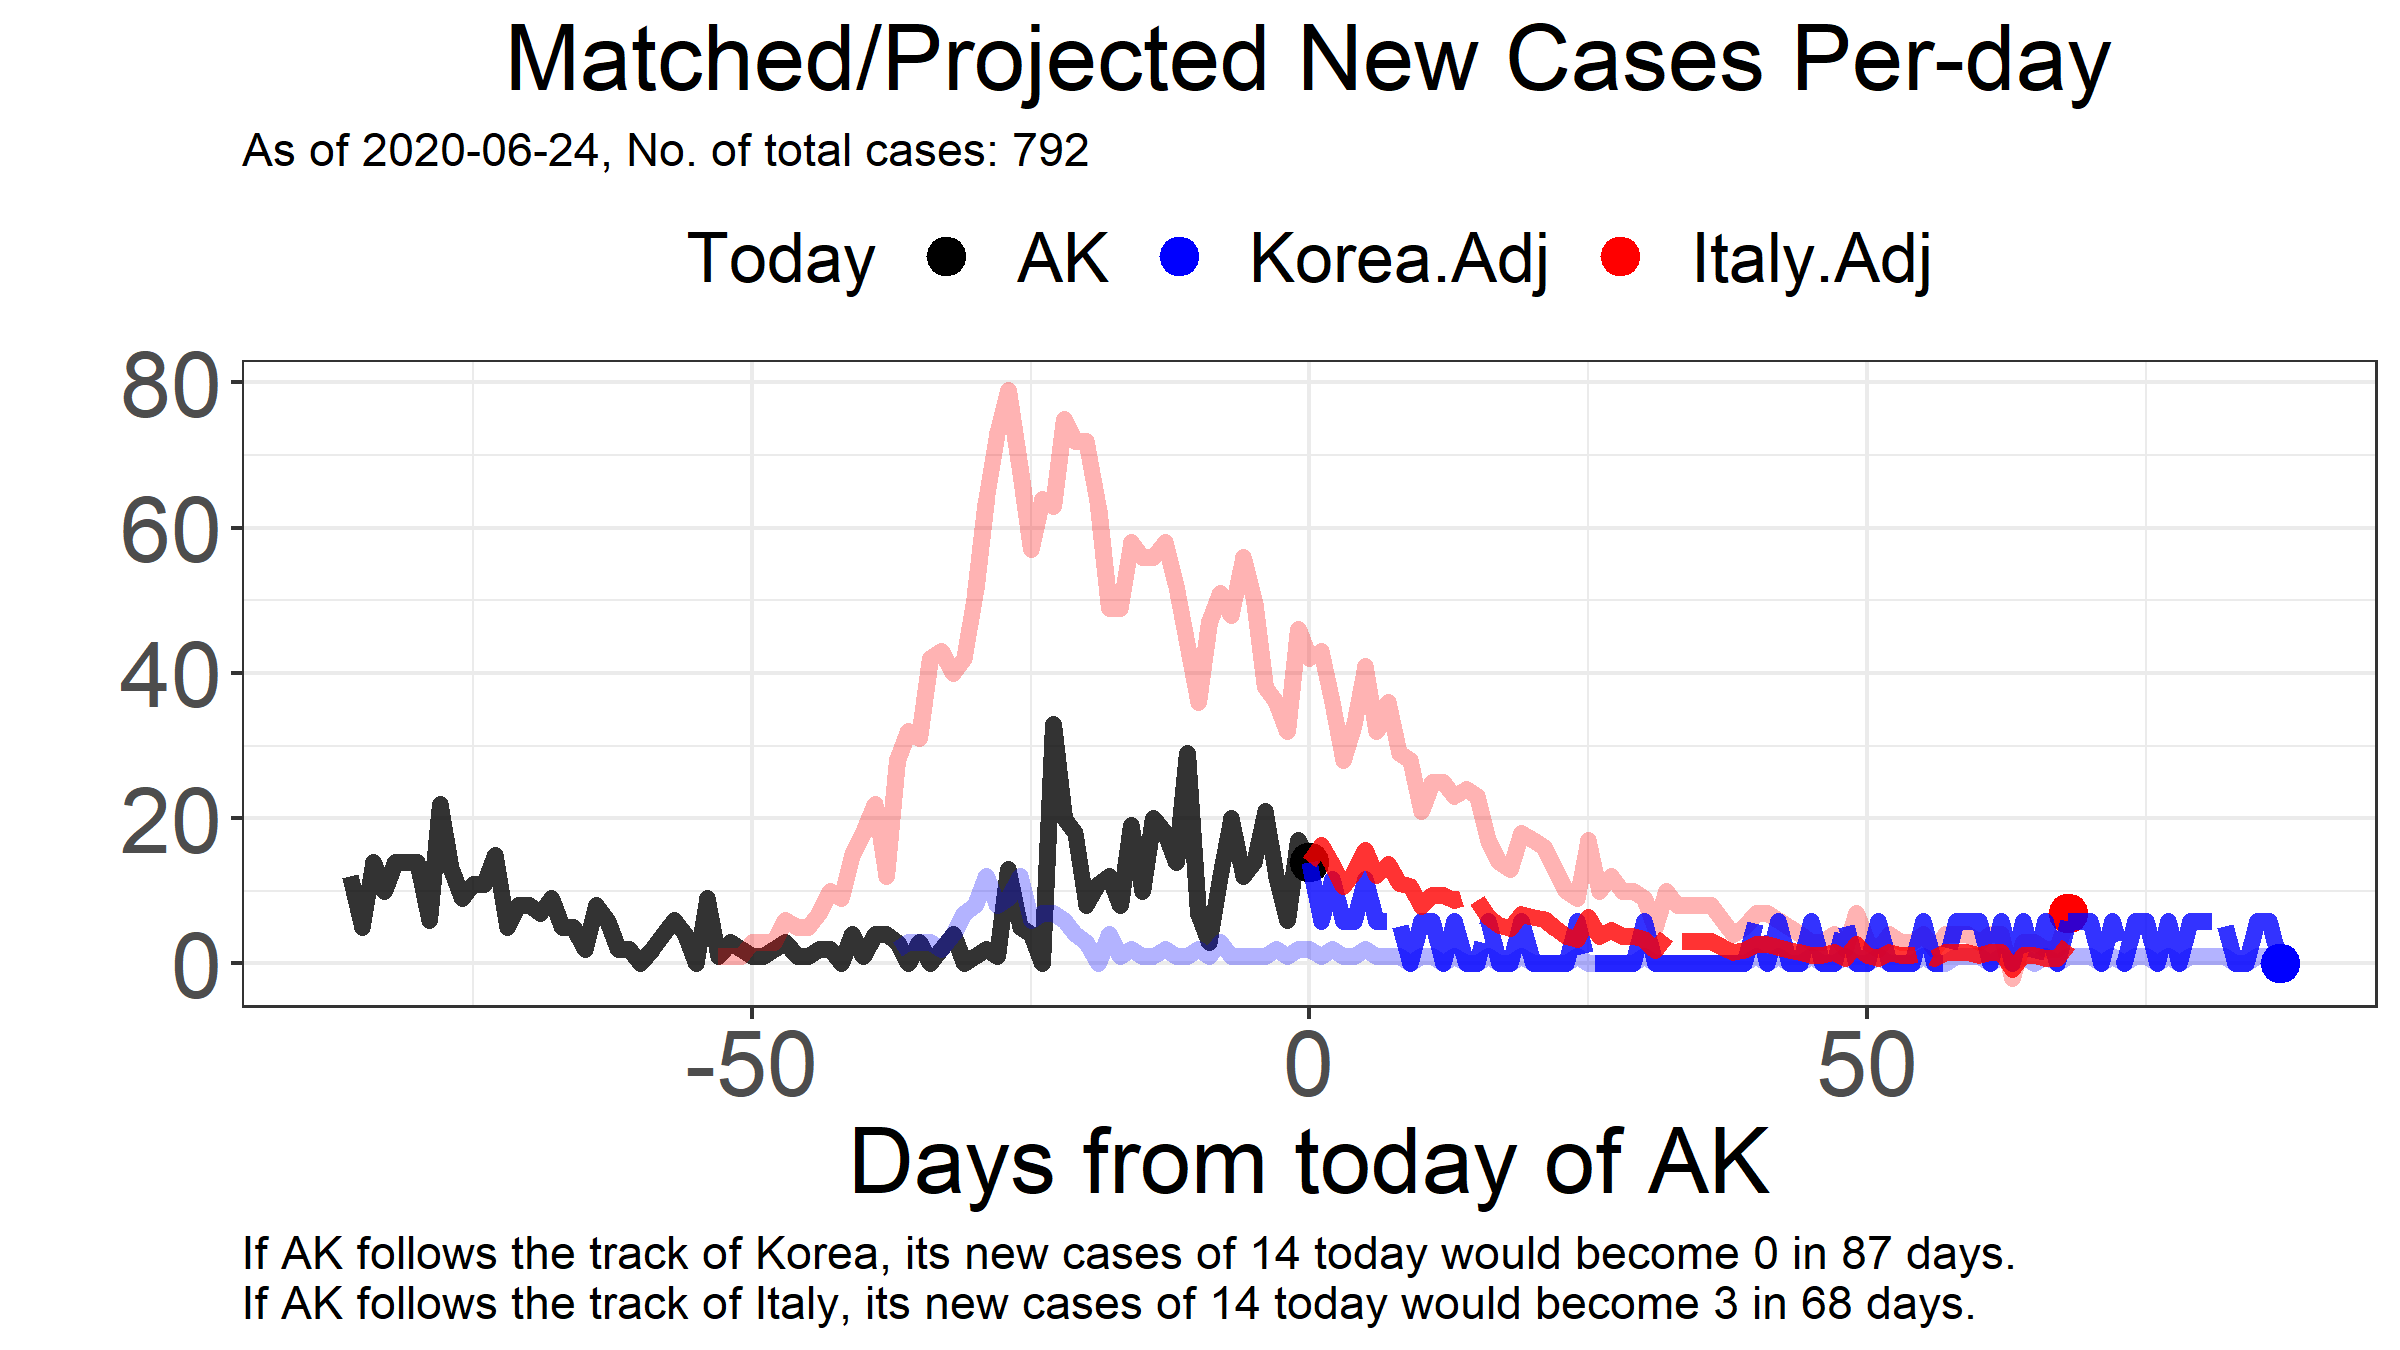 Matched/Projected New Cases Per-day
As of 2020-06-24, No. of total cases: 792
Today AK Korea.Adj Italy.Adj
80
60
40
20
0
-50 0 50
Days from today of AK
If AK follows the track of Korea, its new cases of 14 today would become 0 in 87 days.
If AK follows the track of Italy, its new cases of 14 today would become 3 in 68 days.